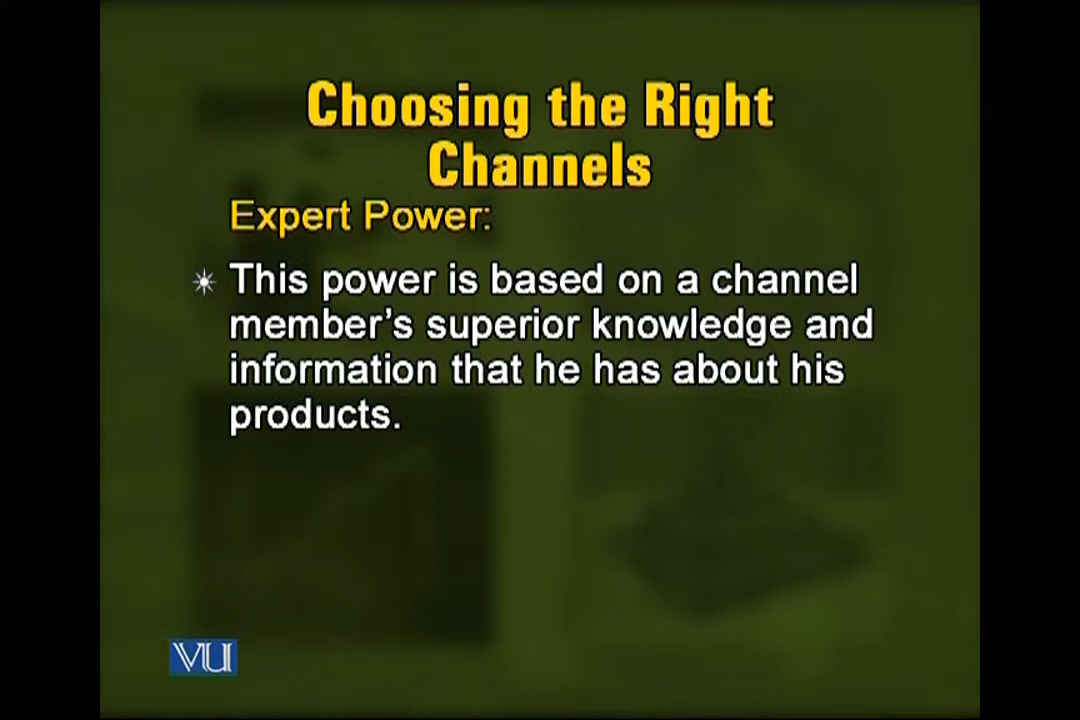 Choosing the Right
Channels
Expert Power:
This power is based on a channel
member’s superior knowledge and
information that he has about his
products.
VU